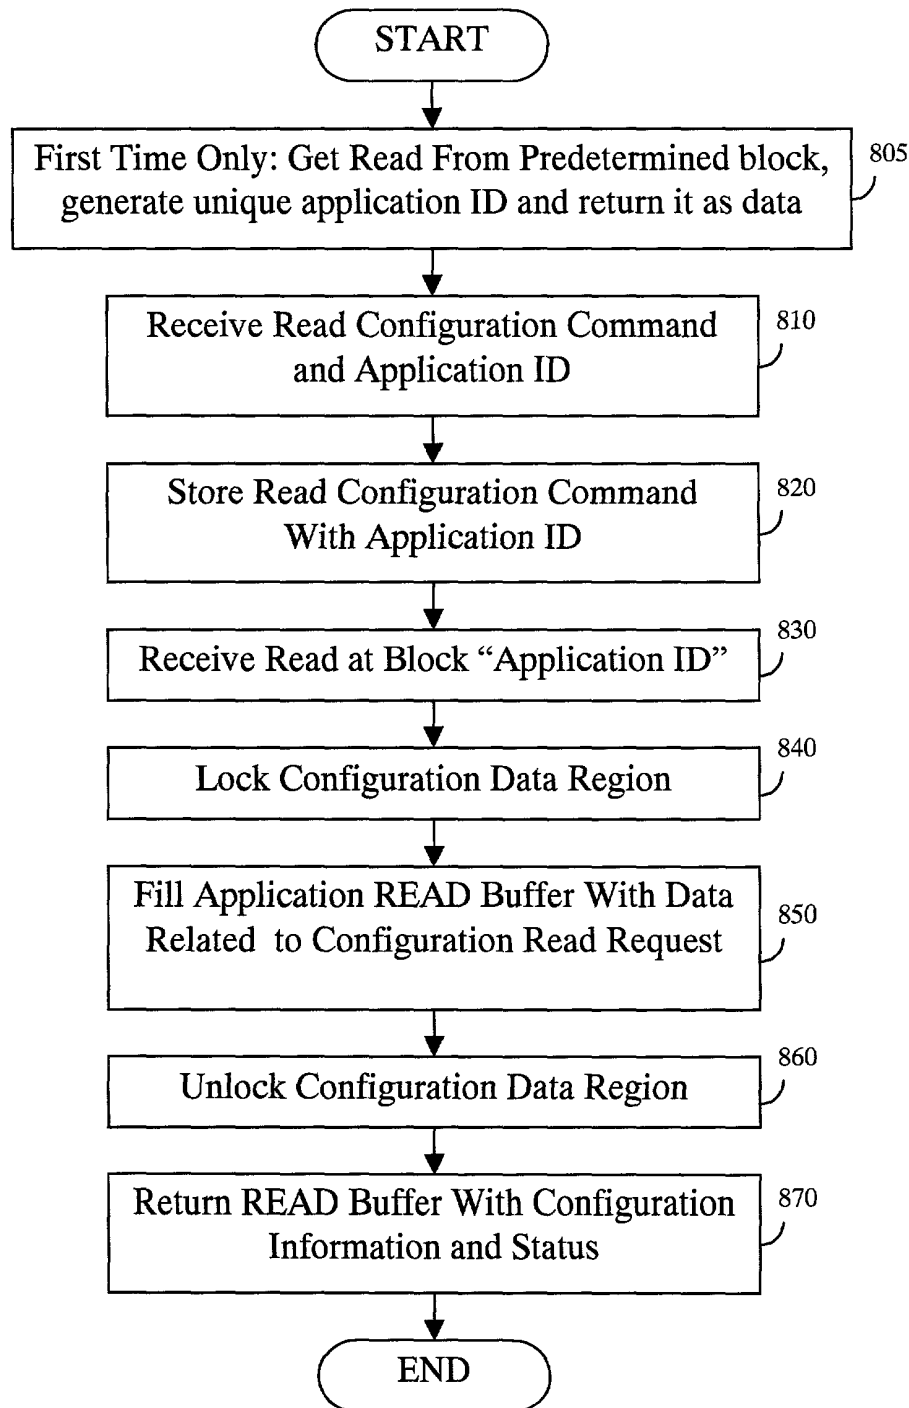 START
First Time Only: Get Read From Predetermined block,
generate unique application ID and return it as data
805
Receive Read Configuration Command
and Application ID
810
Store Read Configuration Command
With Application ID
820
Receive Read at Block “Application ID”
830
Lock Configuration Data Region
840
Fill Application READ Buffer With Data
Related to Configuration Read Request
850
Unlock Configuration Data Region
860
Return READ Buffer With Configuration
Information and Status
870
END